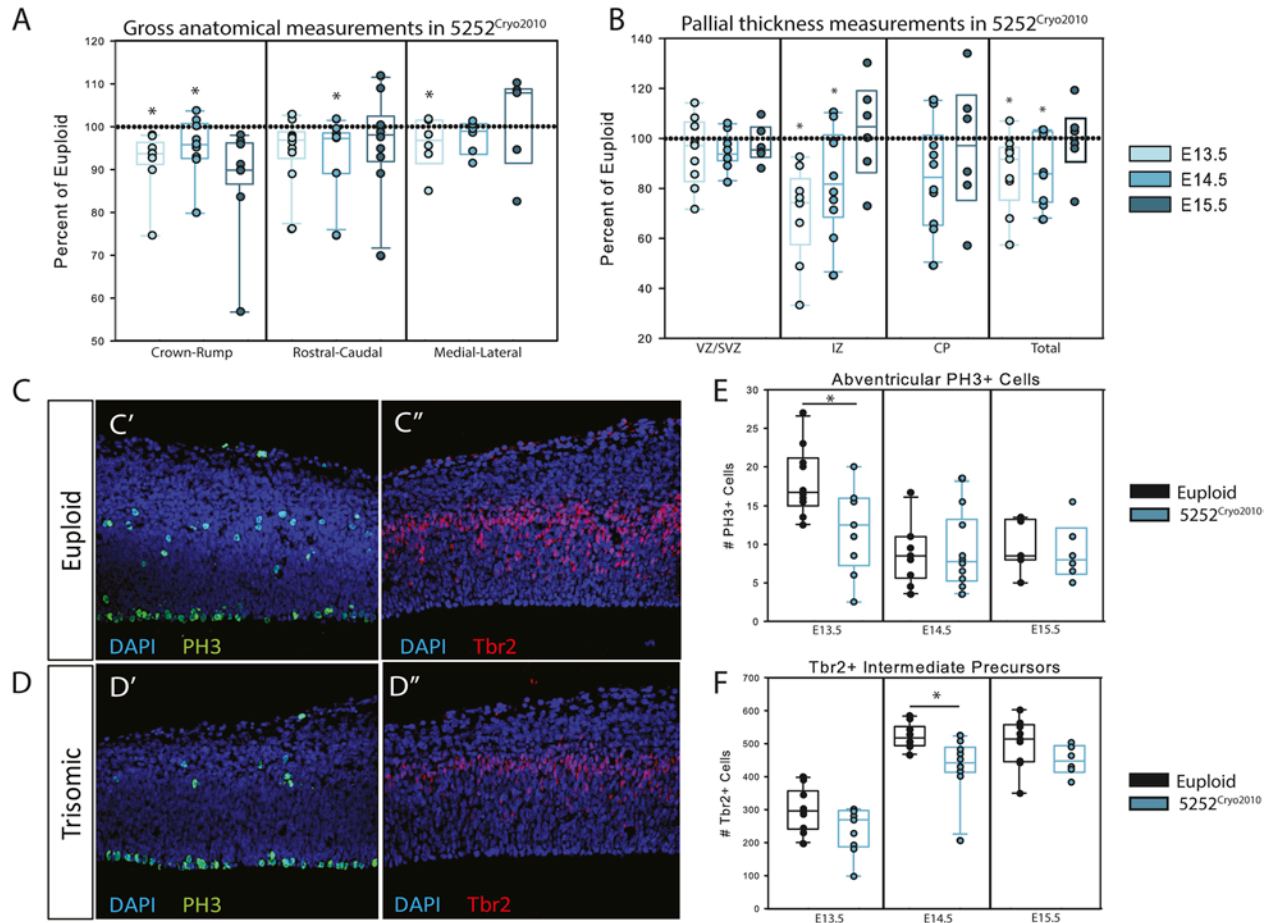 A
Gross anatomical measurements in 5252Cryo2010
Percent of Euploid
120
110
100
90
80
70
60
50
*
*
*
*
Crown-Rump
Rostral-Caudal
Medial-Lateral
B
Pallial thickness measurements in 5252Cryo2010
Percent of Euploid
140
120
100
80
60
40
20
*
*
*
*
VZ/SVZ
IZ
CP
Total
E13.5
E14.5
E15.5
C
Euploid
C'
DAPI
PH3
C"
DAPI
Tbr2
D
Trisomic
D'
DAPI
PH3
D"
DAPI
Tbr2
E
Abventricular PH3+ Cells
# PH3+ Cells
30
25
20
15
10
5
0
*
E13.5
E14.5
E15.5
Euploid
5252Cryo2010
F
Tbr2+ Intermediate Precursors
# Tbr2+ Cells
700
600
500
400
300
200
100
0
*
E13.5
E14.5
E15.5
Euploid
5252Cryo2010